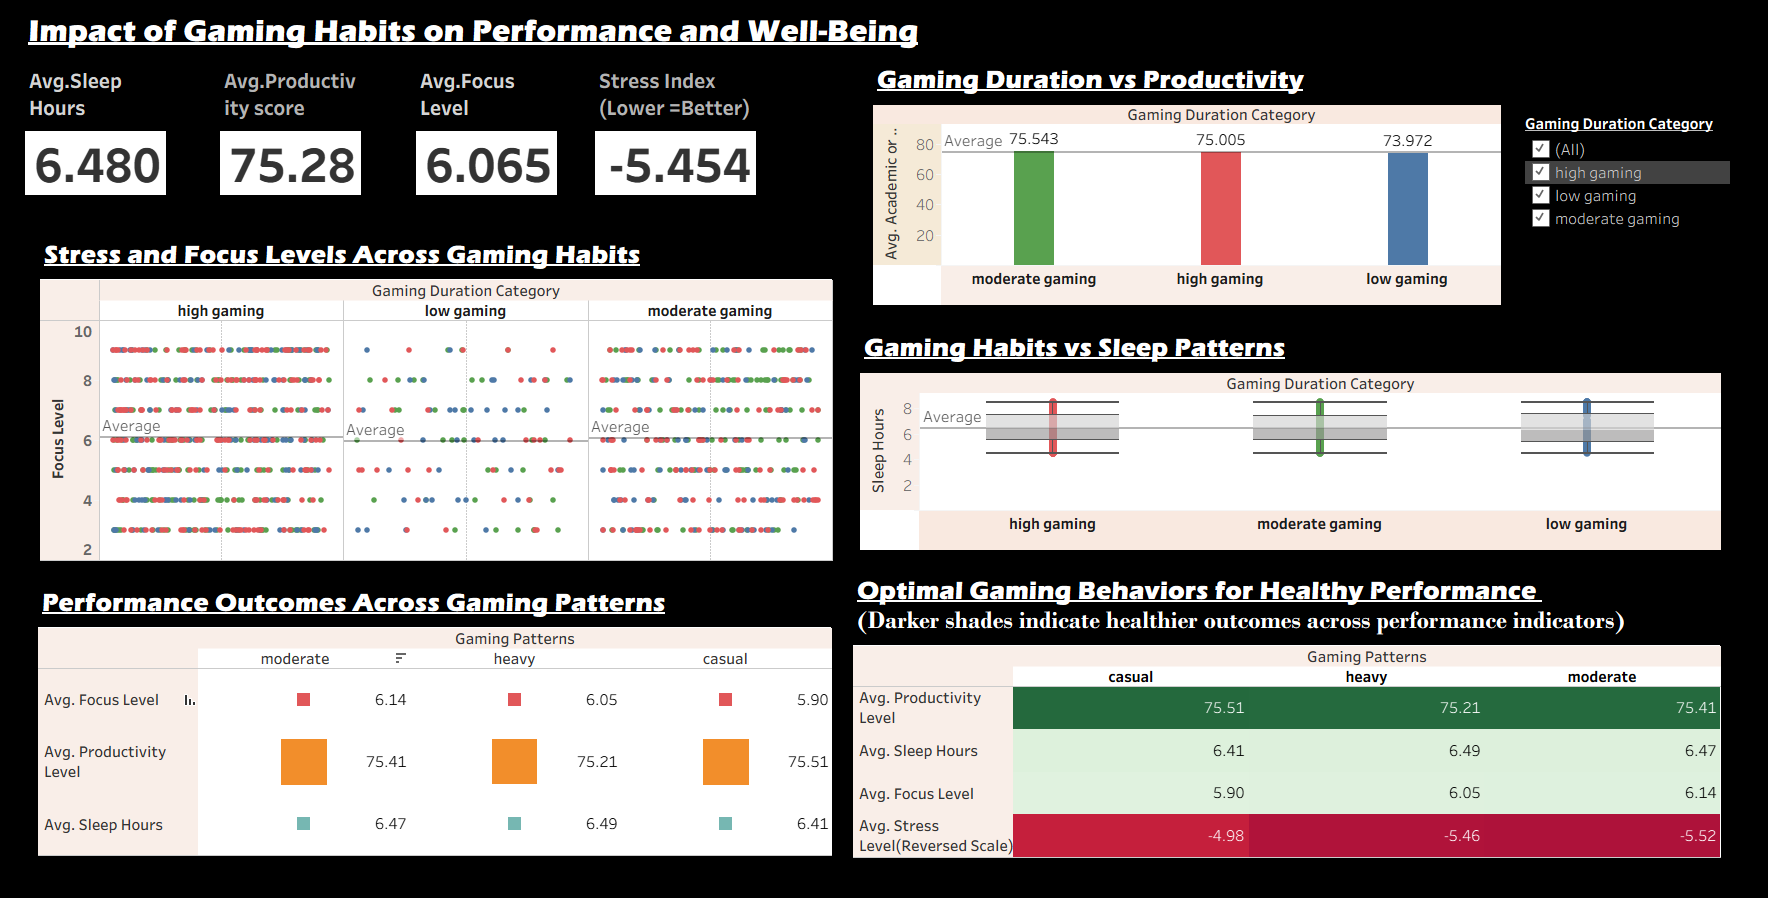 Impact of Gaming Habits on Performance and Well-Being
Avg.Sleep
Hours
6.480
Avg.Productiv
ity score
75.28
Avg.Focus
Level
6.065
Stress Index
(Lower =Better)
-5.454
Gaming Duration vs Productivity
Gaming Duration Category
Avg. Academic or ..
80
60
40
20
Average
75.543
75.005
73.972
moderate gaming
high gaming
low gaming
Gaming Duration Category
(All)
high gaming
low gaming
moderate gaming
Stress and Focus Levels Across Gaming Habits
Gaming Duration Category
high gaming
low gaming
moderate gaming
Focus Level
10
8
6
4
2
Average
Average
Average
Gaming Habits vs Sleep Patterns
Gaming Duration Category
Sleep Hours
8
6
4
2
Average
high gaming
moderate gaming
low gaming
Performance Outcomes Across Gaming Patterns
Gaming Patterns
moderate heavy casual
Avg. Focus Level 6.14 6.05 5.90
Avg. Productivity
Level 75.41 75.21 75.51
Avg. Sleep Hours 6.47 6.49 6.41
Optimal Gaming Behaviors for Healthy Performance
(Darker shades indicate healthier outcomes across performance indicators)
Gaming Patterns
casual heavy moderate
Avg. Productivity
Level 75.51 75.21 75.41
Avg. Sleep Hours 6.41 6.49 6.47
Avg. Focus Level 5.90 6.05 6.14
Avg. Stress
Level(Reversed Scale) -4.98 -5.46 -5.52